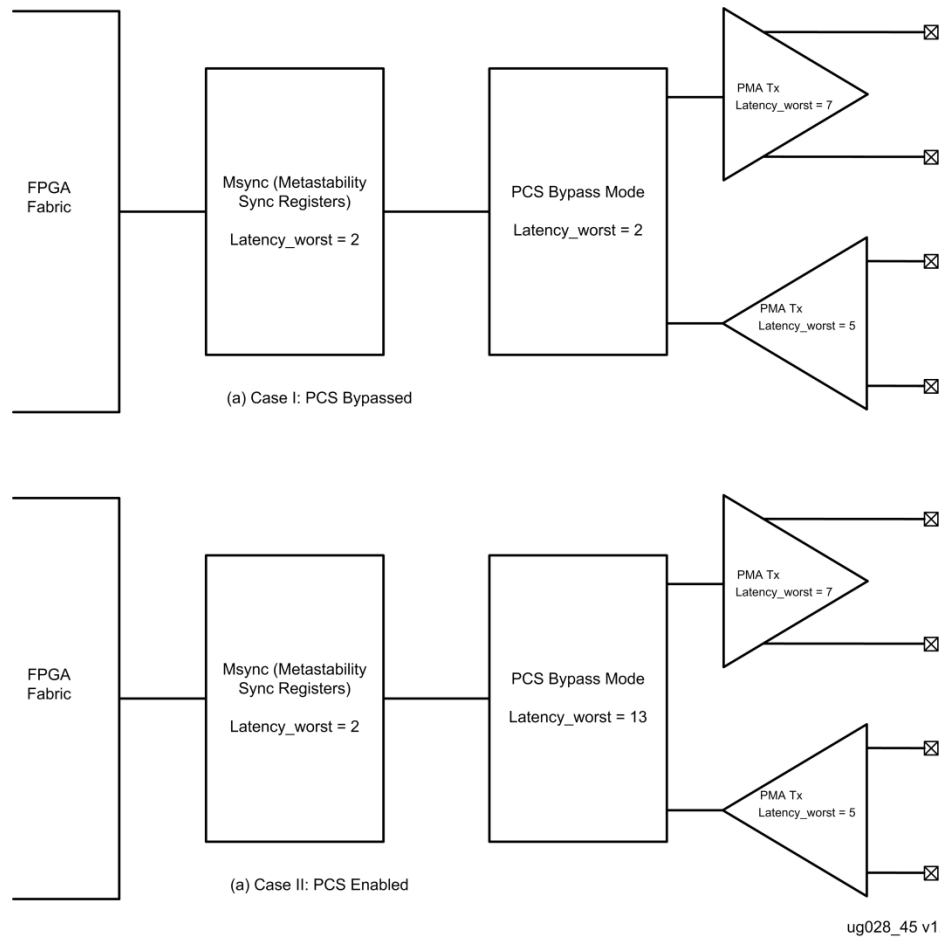 PMA Tx
Latency_worst = 7
FPGA
Fabric
Msync (Metastability
Sync Registers)
Latency_worst = 2
PCS Bypass Mode
Latency_worst = 2
PMA Tx
Latency_worst = 5
(a) Case I: PCS Bypassed
PMA Tx
Latency_worst = 7
FPGA
Fabric
Msync (Metastability
Sync Registers)
Latency_worst = 2
PCS Bypass Mode
Latency_worst = 13
PMA Tx
Latency_worst = 5
(a) Case II: PCS Enabled
ug028_45 v1